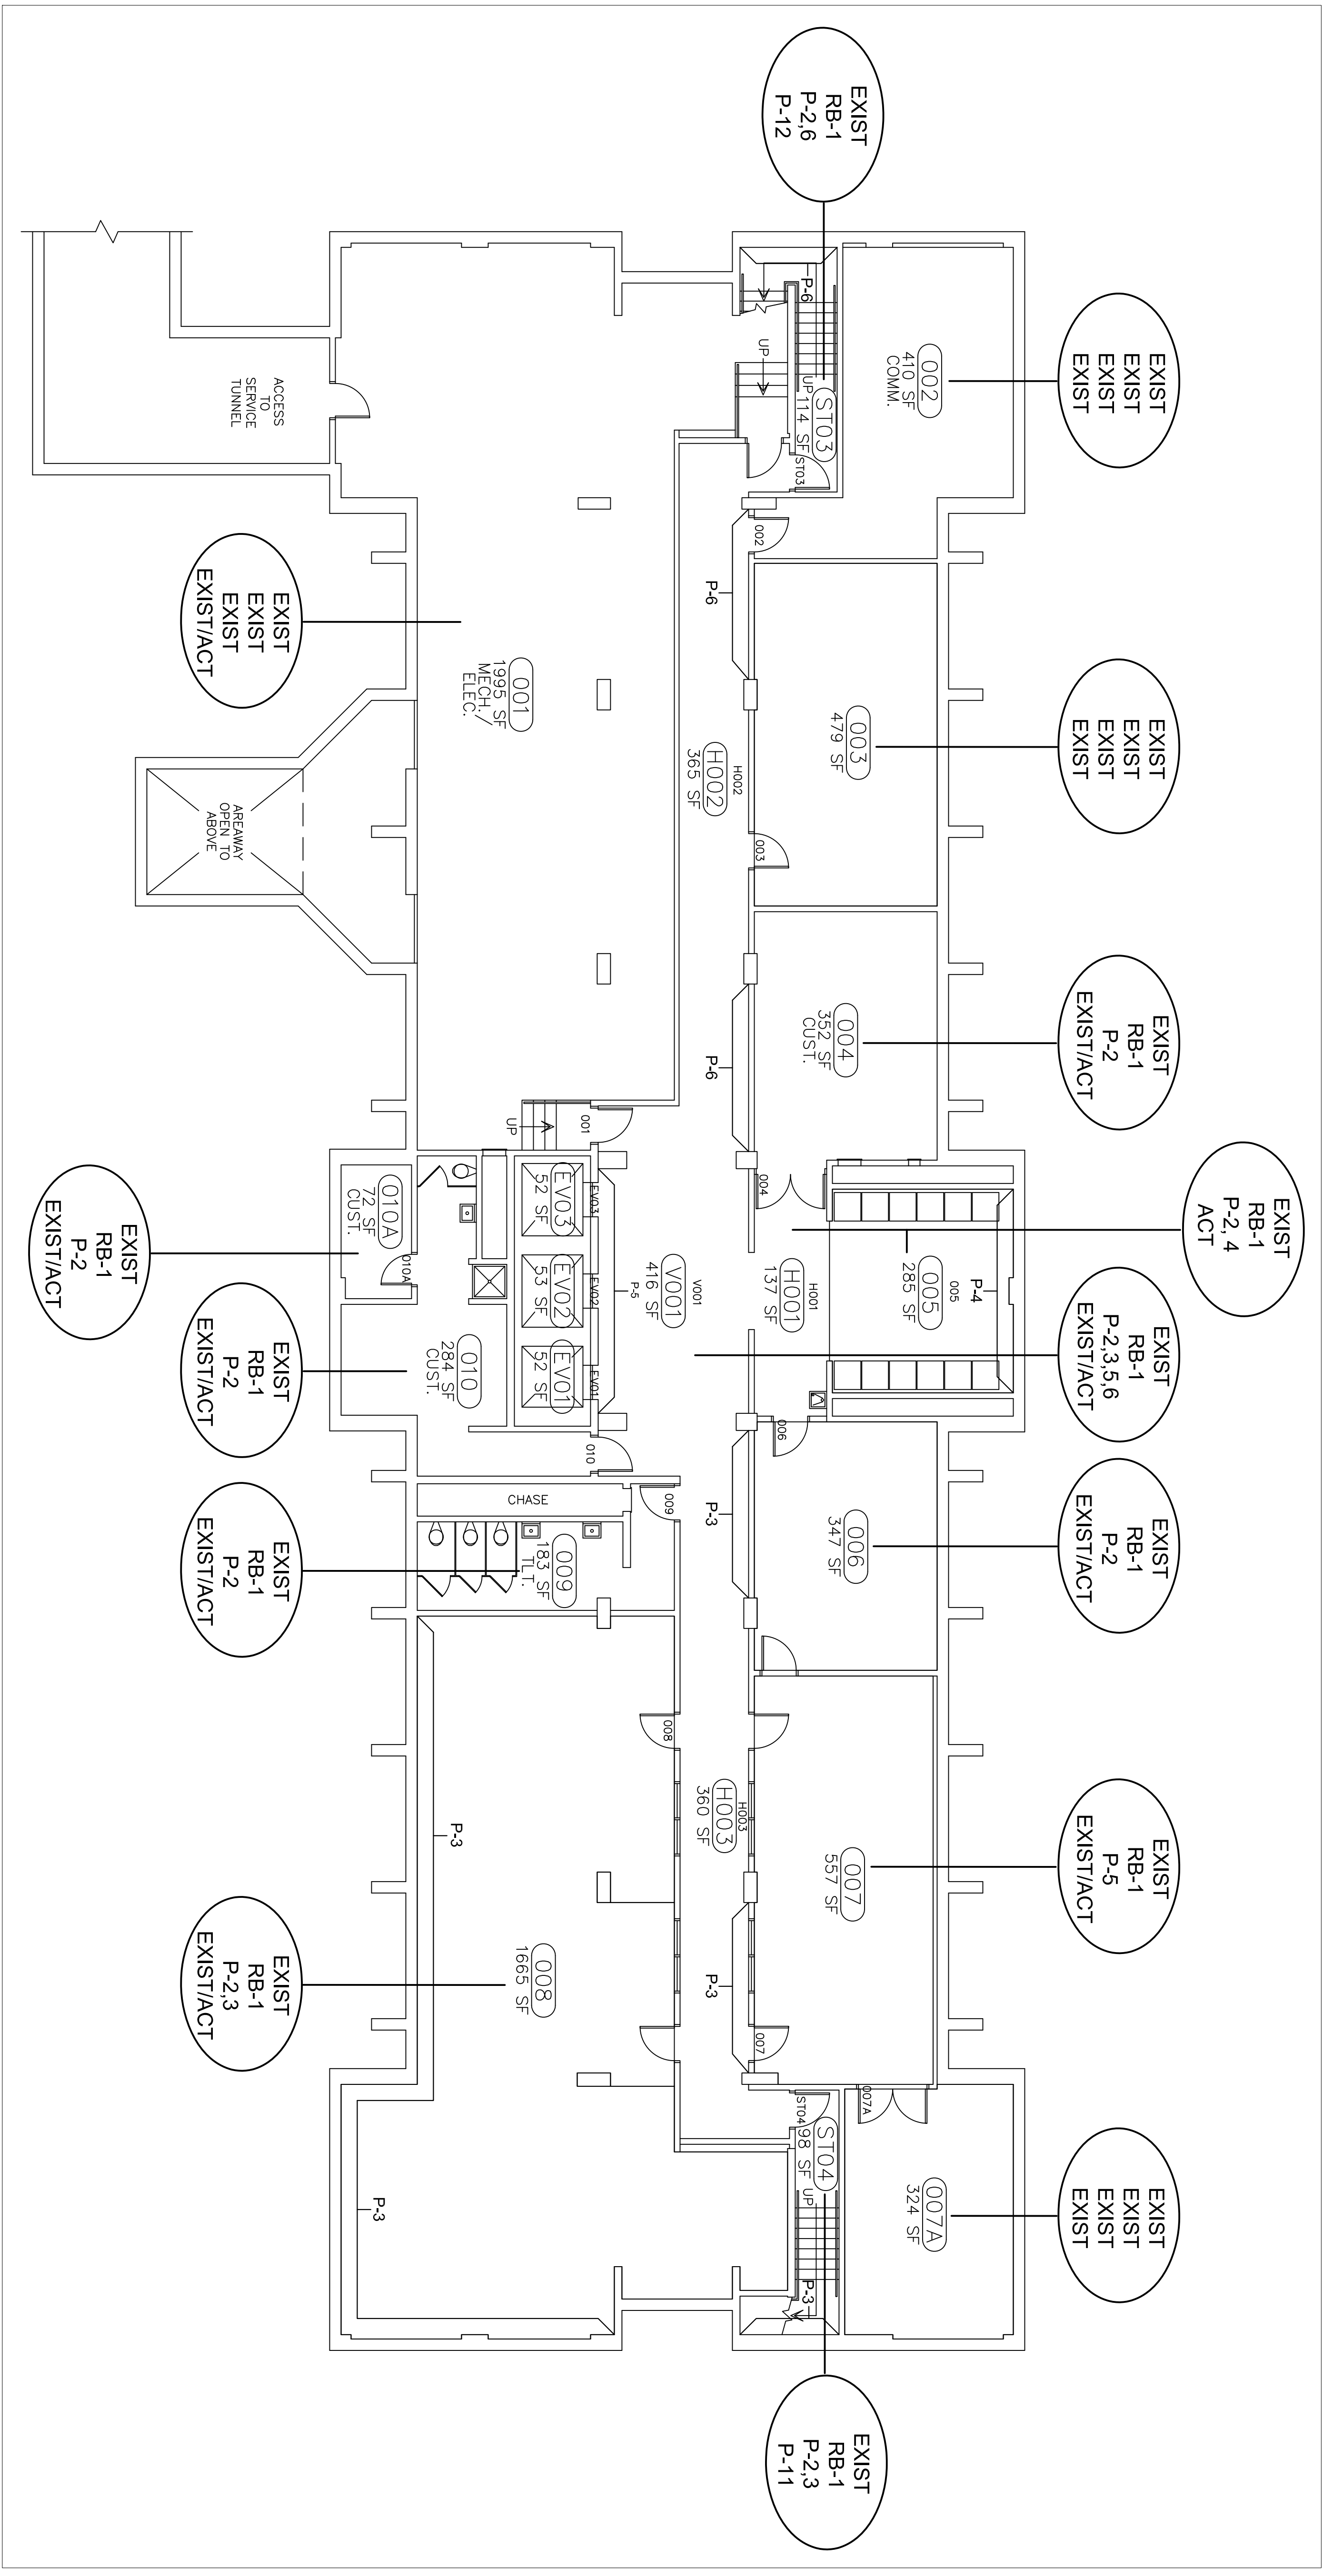 EXIST
RB-1
P-2,6
P-12
EXIST
EXIST
EXIST
EXIST
EXIST
EXIST
EXIST
EXIST
EXIST
RB-1
P-2
EXIST/ACT
EXIST
RB-1
P-2, 4
ACT
EXIST
RB-1
P-2,3,5,6
EXIST/ACT
EXIST
RB-1
P-2
EXIST/ACT
EXIST
RB-1
P-5
EXIST/ACT
EXIST
EXIST
EXIST
EXIST
EXIST
RB-1
P-2,3
P-11
002
410 SF
COMM.
P-6
UP
UP
ST03
114 SF
ST03
002
P-6
003
479 SF
003
H002
H002
365 SF
004
352 SF
CUST.
P-6
004
P-4
005
005
285 SF
H001
H001
137 SF
V001
V001
416 SF
P-5
006
006
347 SF
P-3
007
557 SF
H003
H003
360 SF
P-3
007
007A
007A
324 SF
ST04
ST04
98 SF
UP
P-3
001
1995 SF
MECH./
ELEC.
001
UP
EV03
EV03
52 SF
EV02
EV02
53 SF
EV01
EV01
52 SF
010
010
284 SF
CUST.
010A
72 SF
CUST.
010A
CHASE
009
009
183 SF
TLT.
008
008
1665 SF
P-3
P-3
ACCESS
TO
SERVICE
TUNNEL
AREAWAY
OPEN TO
ABOVE
EXIST
EXIST
EXIST
EXIST/ACT
EXIST
RB-1
P-2
EXIST/ACT
EXIST
RB-1
P-2
EXIST/ACT
EXIST
RB-1
P-2
EXIST/ACT
EXIST
RB-1
P-2,3
EXIST/ACT